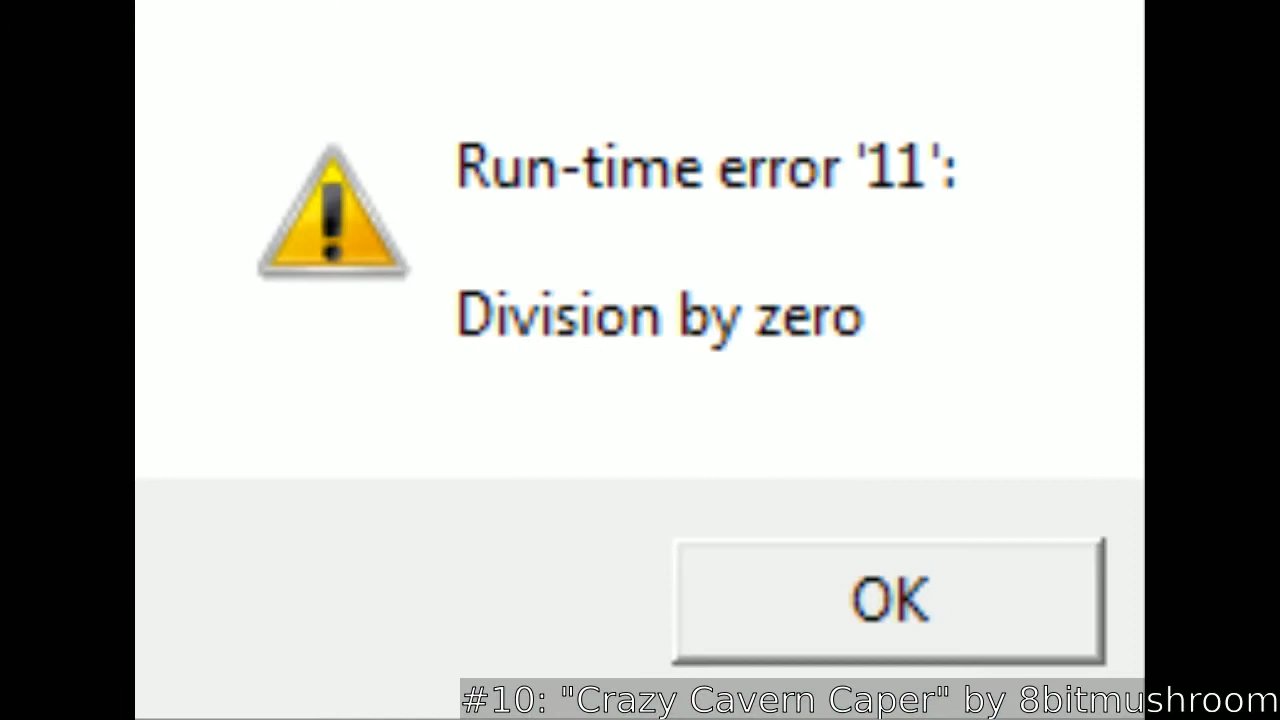 Run-time error '11':
Division by zero
OK
#10: "Crazy Cavern Caper" by 8bitmushroom